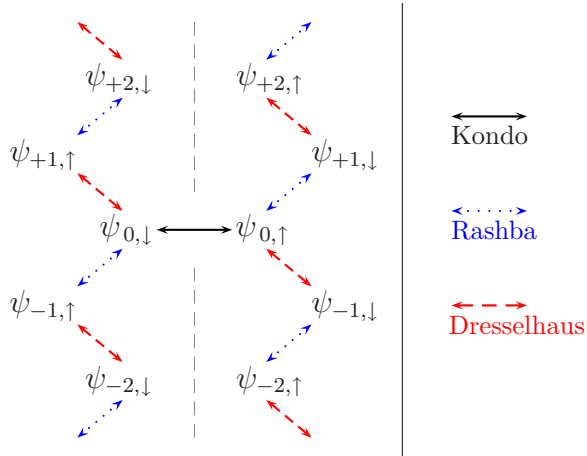 ψ+2,↓ ψ+2,↑
ψ+1,↑ ψ+1,↓
ψ0,↓ ψ0,↑
ψ−1,↑ ψ−1,↓
ψ−2,↓ ψ−2,↑
Kondo
Rashba
Dresselhaus